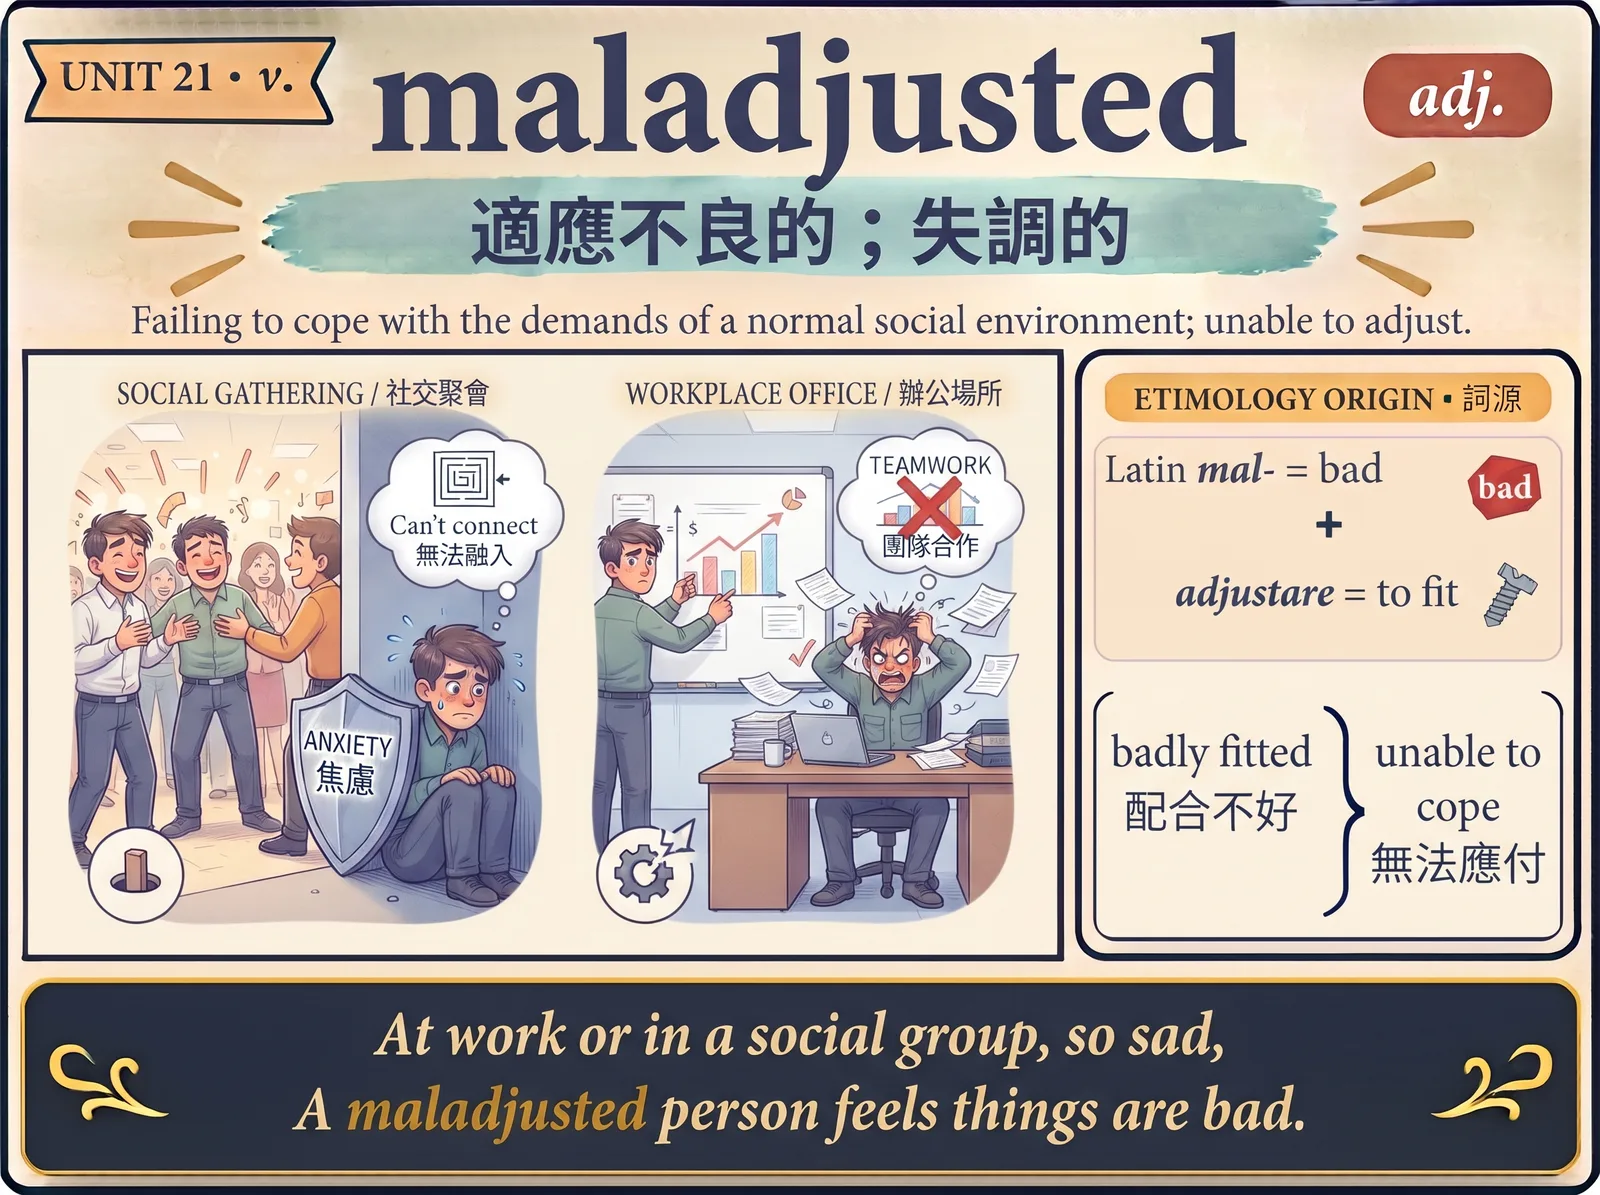 UNIT 21 • v.
maladjusted
adj.
適應不良的；失調的
Failing to cope with the demands of a normal social environment; unable to adjust.
SOCIAL GATHERING / 社交聚會
Can't connect
無法融入
ANXIETY
焦慮
WORKPLACE OFFICE / 辦公場所
TEAMWORK
團隊合作
$
ETIMOLOGY ORIGIN • 詞源
Latin mal- = bad
bad
+
adjustare = to fit
badly fitted
配合不好
unable to
cope
無法應付
At work or in a social group, so sad,
A maladjusted person feels things are bad.